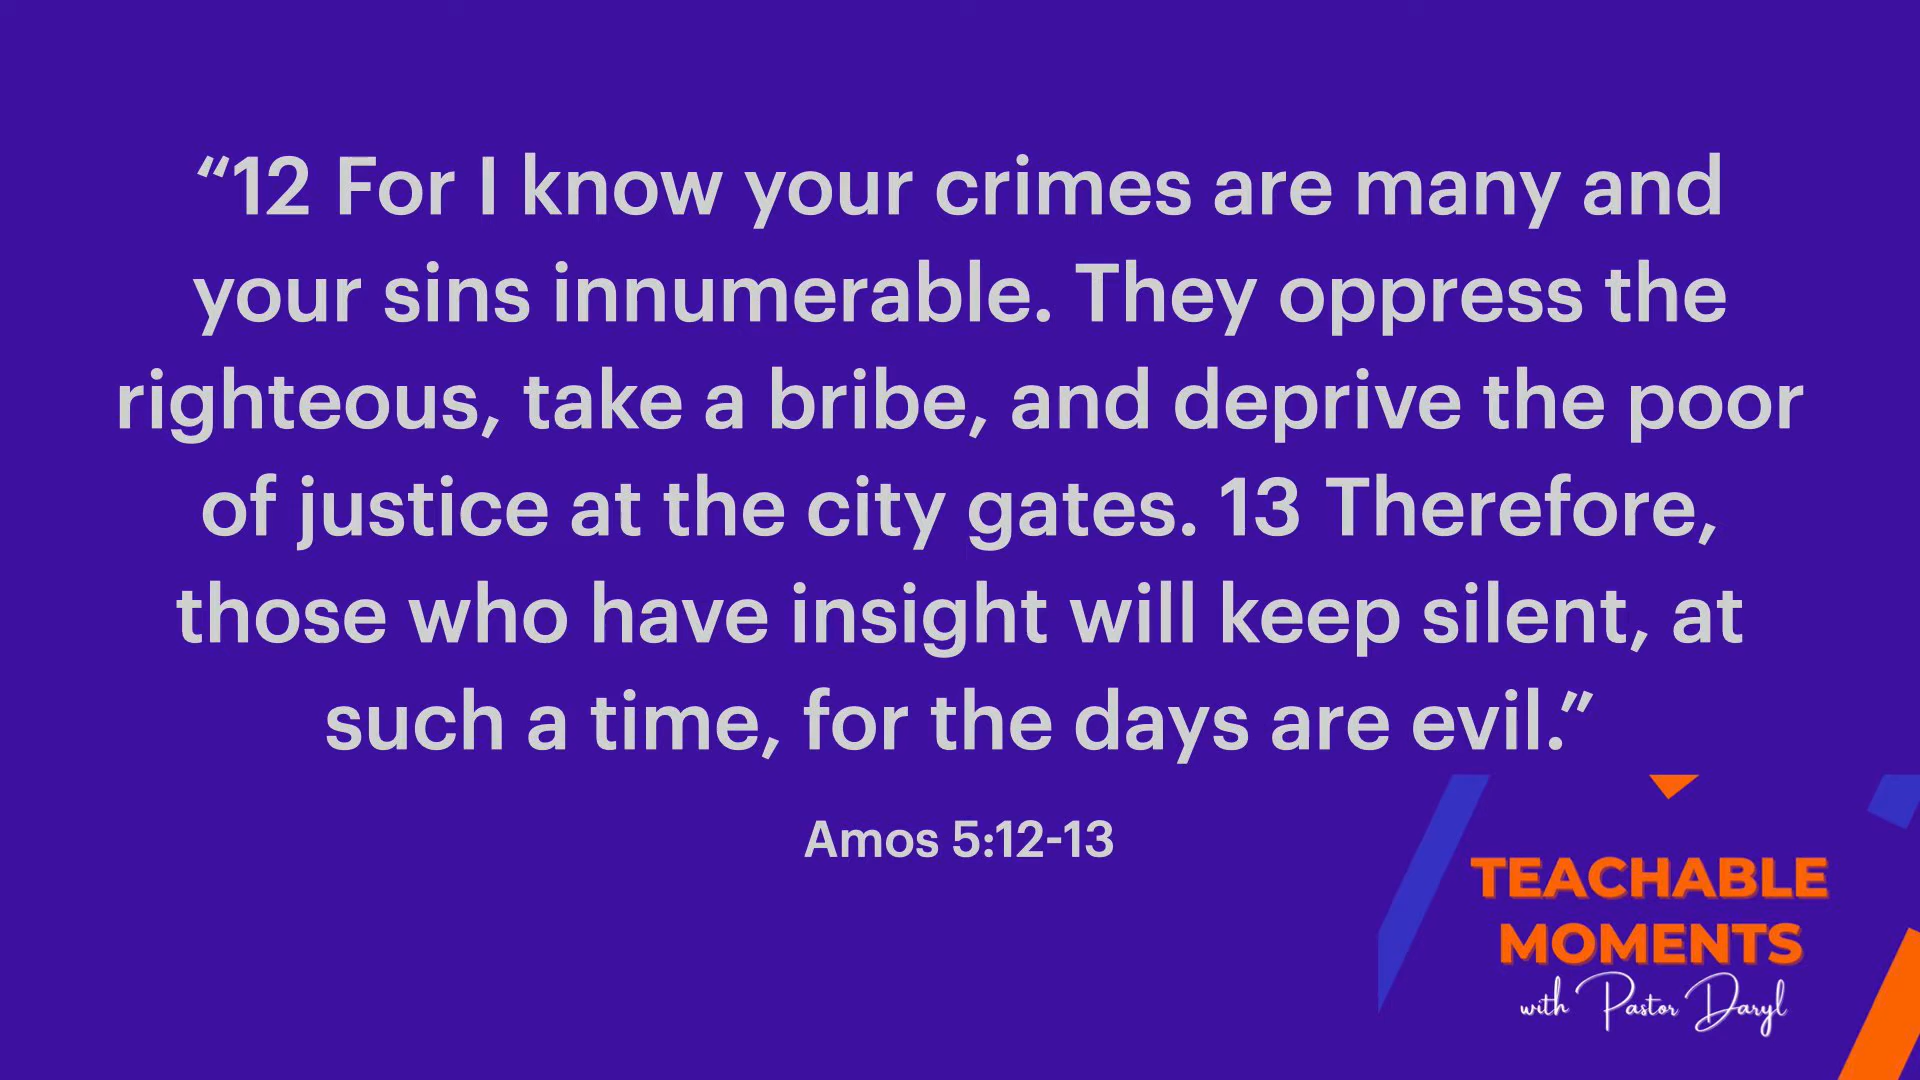 “12 For I know your crimes are many and
your sins innumerable. They oppress the
righteous, take a bribe, and deprive the poor
of justice at the city gates. 13 Therefore,
those who have insight will keep silent, at
such a time, for the days are evil.”
Amos 5:12-13
TEACHABLE
MOMENTS
with Pastor Daryl